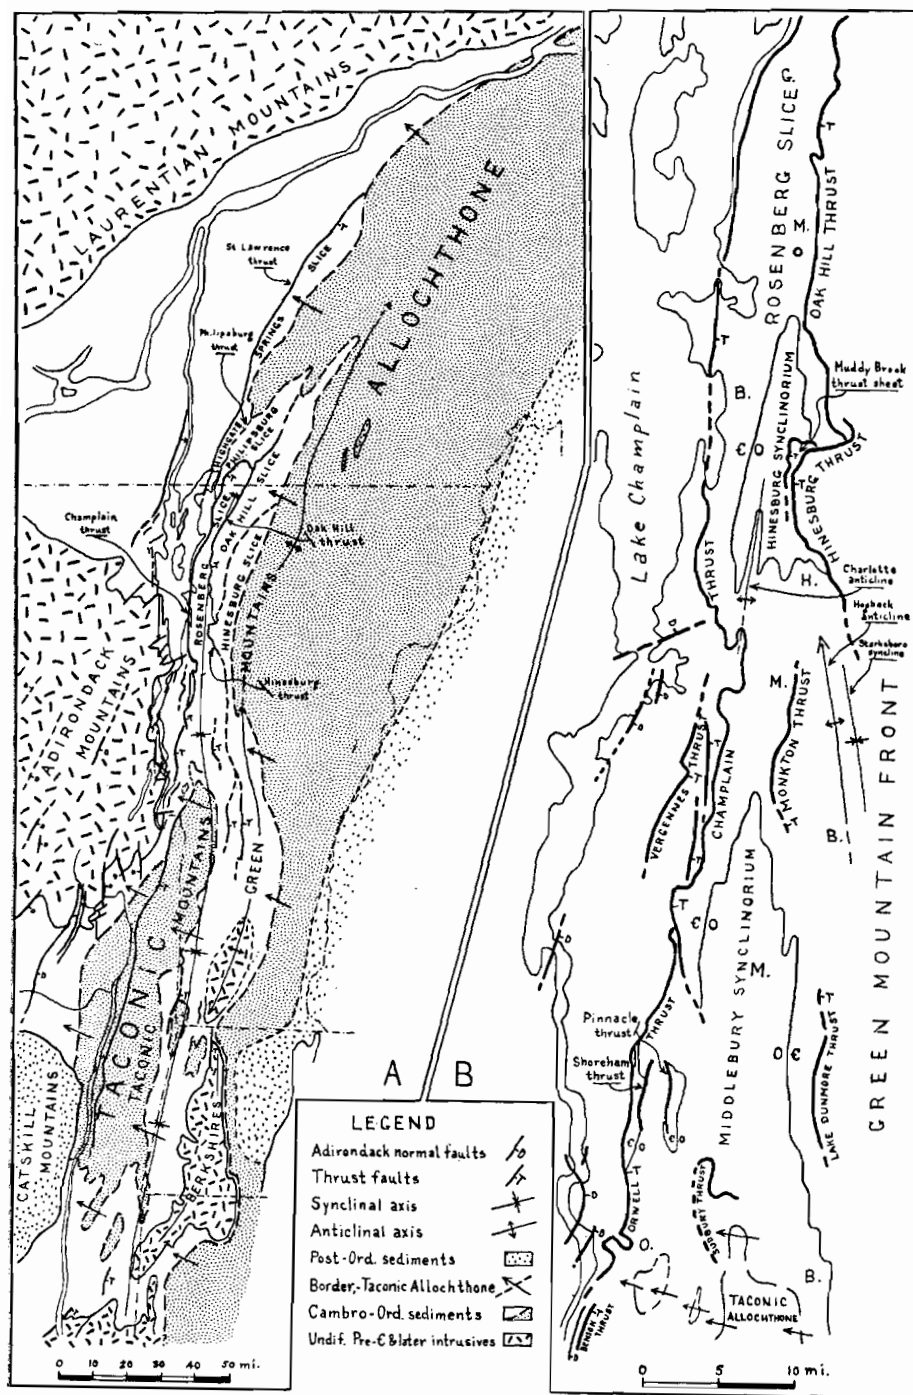 LAURENTIAN MOUNTAINS
St Lawrence
thrust
Philipsburg
thrust
SPRINGS
SLICE
ALLOCHTHONE
HIGHGATE
PHILIPSBURG
SLICE
OAK HILL SLICE
ROSENBERG
SLICE
HINESBURG SLICE
Oak Hill
thrust
Champlain
thrust
Hinesburg
thrust
ADIRONDACK
MOUNTAINS
GREEN
MOUNTAINS
TACONIC
MOUNTAINS
TACONIC
CATSKILL
MOUNTAINS
BERKSHIRES
A
0 10 20 30 40 50 mi.
LEGEND
Adirondack normal faults
Thrust faults
Synclinal axis
Anticlinal axis
Post-Ord. sediments
Border,-Taconic Allochthone
Cambro-Ord. sediments
Undif. Pre-Є & later intrusives
B
ROSENBERG SLICE
M.
O
OAK HILL THRUST
Muddy Brook
thrust sheet
Lake Champlain
B.
Є O
HINESBURG SYNCLINORIUM
HINESBURG THRUST
H.
Charlotte
anticline
Hogback
anticline
Starksboro
syncline
CHAMPLAIN
THRUST
M.
MONKTON THRUST
VERGENNES THRUST
B.
GREEN MOUNTAIN FRONT
Є O
MIDDLEBURY SYNCLINORIUM
M.
Pinnacle
thrust
Shoreham
thrust
THRUST
O Є
LAKE DUNMORE THRUST
Є O
Є O
ORWELL T
SUDBURY THRUST
O.
B.
TACONIC
ALLOCHTHONE
THRUST
0 5 10 mi.